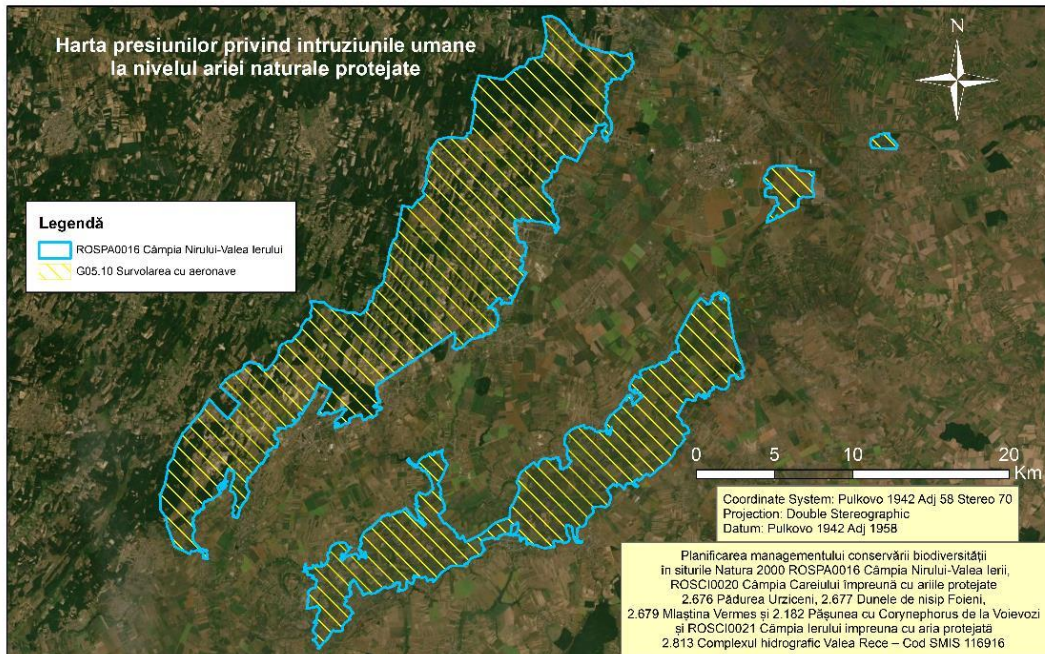 Harta presiunilor privind intruziunile umane
la nivelul ariei naturale protejate
N
Legendă
ROSPA0016 Câmpia Nirului-Valea Ierului
G05.10 Survolarea cu aeronave
0 5 10 20
Km
Coordinate System: Pulkovo 1942 Adj 58 Stereo 70
Projection: Double Stereographic
Datum: Pulkovo 1942 Adj 1958
Planificarea managementului conservării biodiversității
în siturile Natura 2000 ROSPA0016 Câmpia Nirului-Valea Ierii,
ROSCI0020 Câmpia Careiului împreună cu ariile protejate
2.676 Pădurea Urziceni, 2.677 Dunele de nisip Foieni,
2.679 Mlaștina Vermes și 2.182 Pășunea cu Corynephorus de la Voievozi
și ROSCI0021 Câmpia Ierului impreuna cu aria protejată
2.813 Complexul hidrografic Valea Rece – Cod SMIS 116916